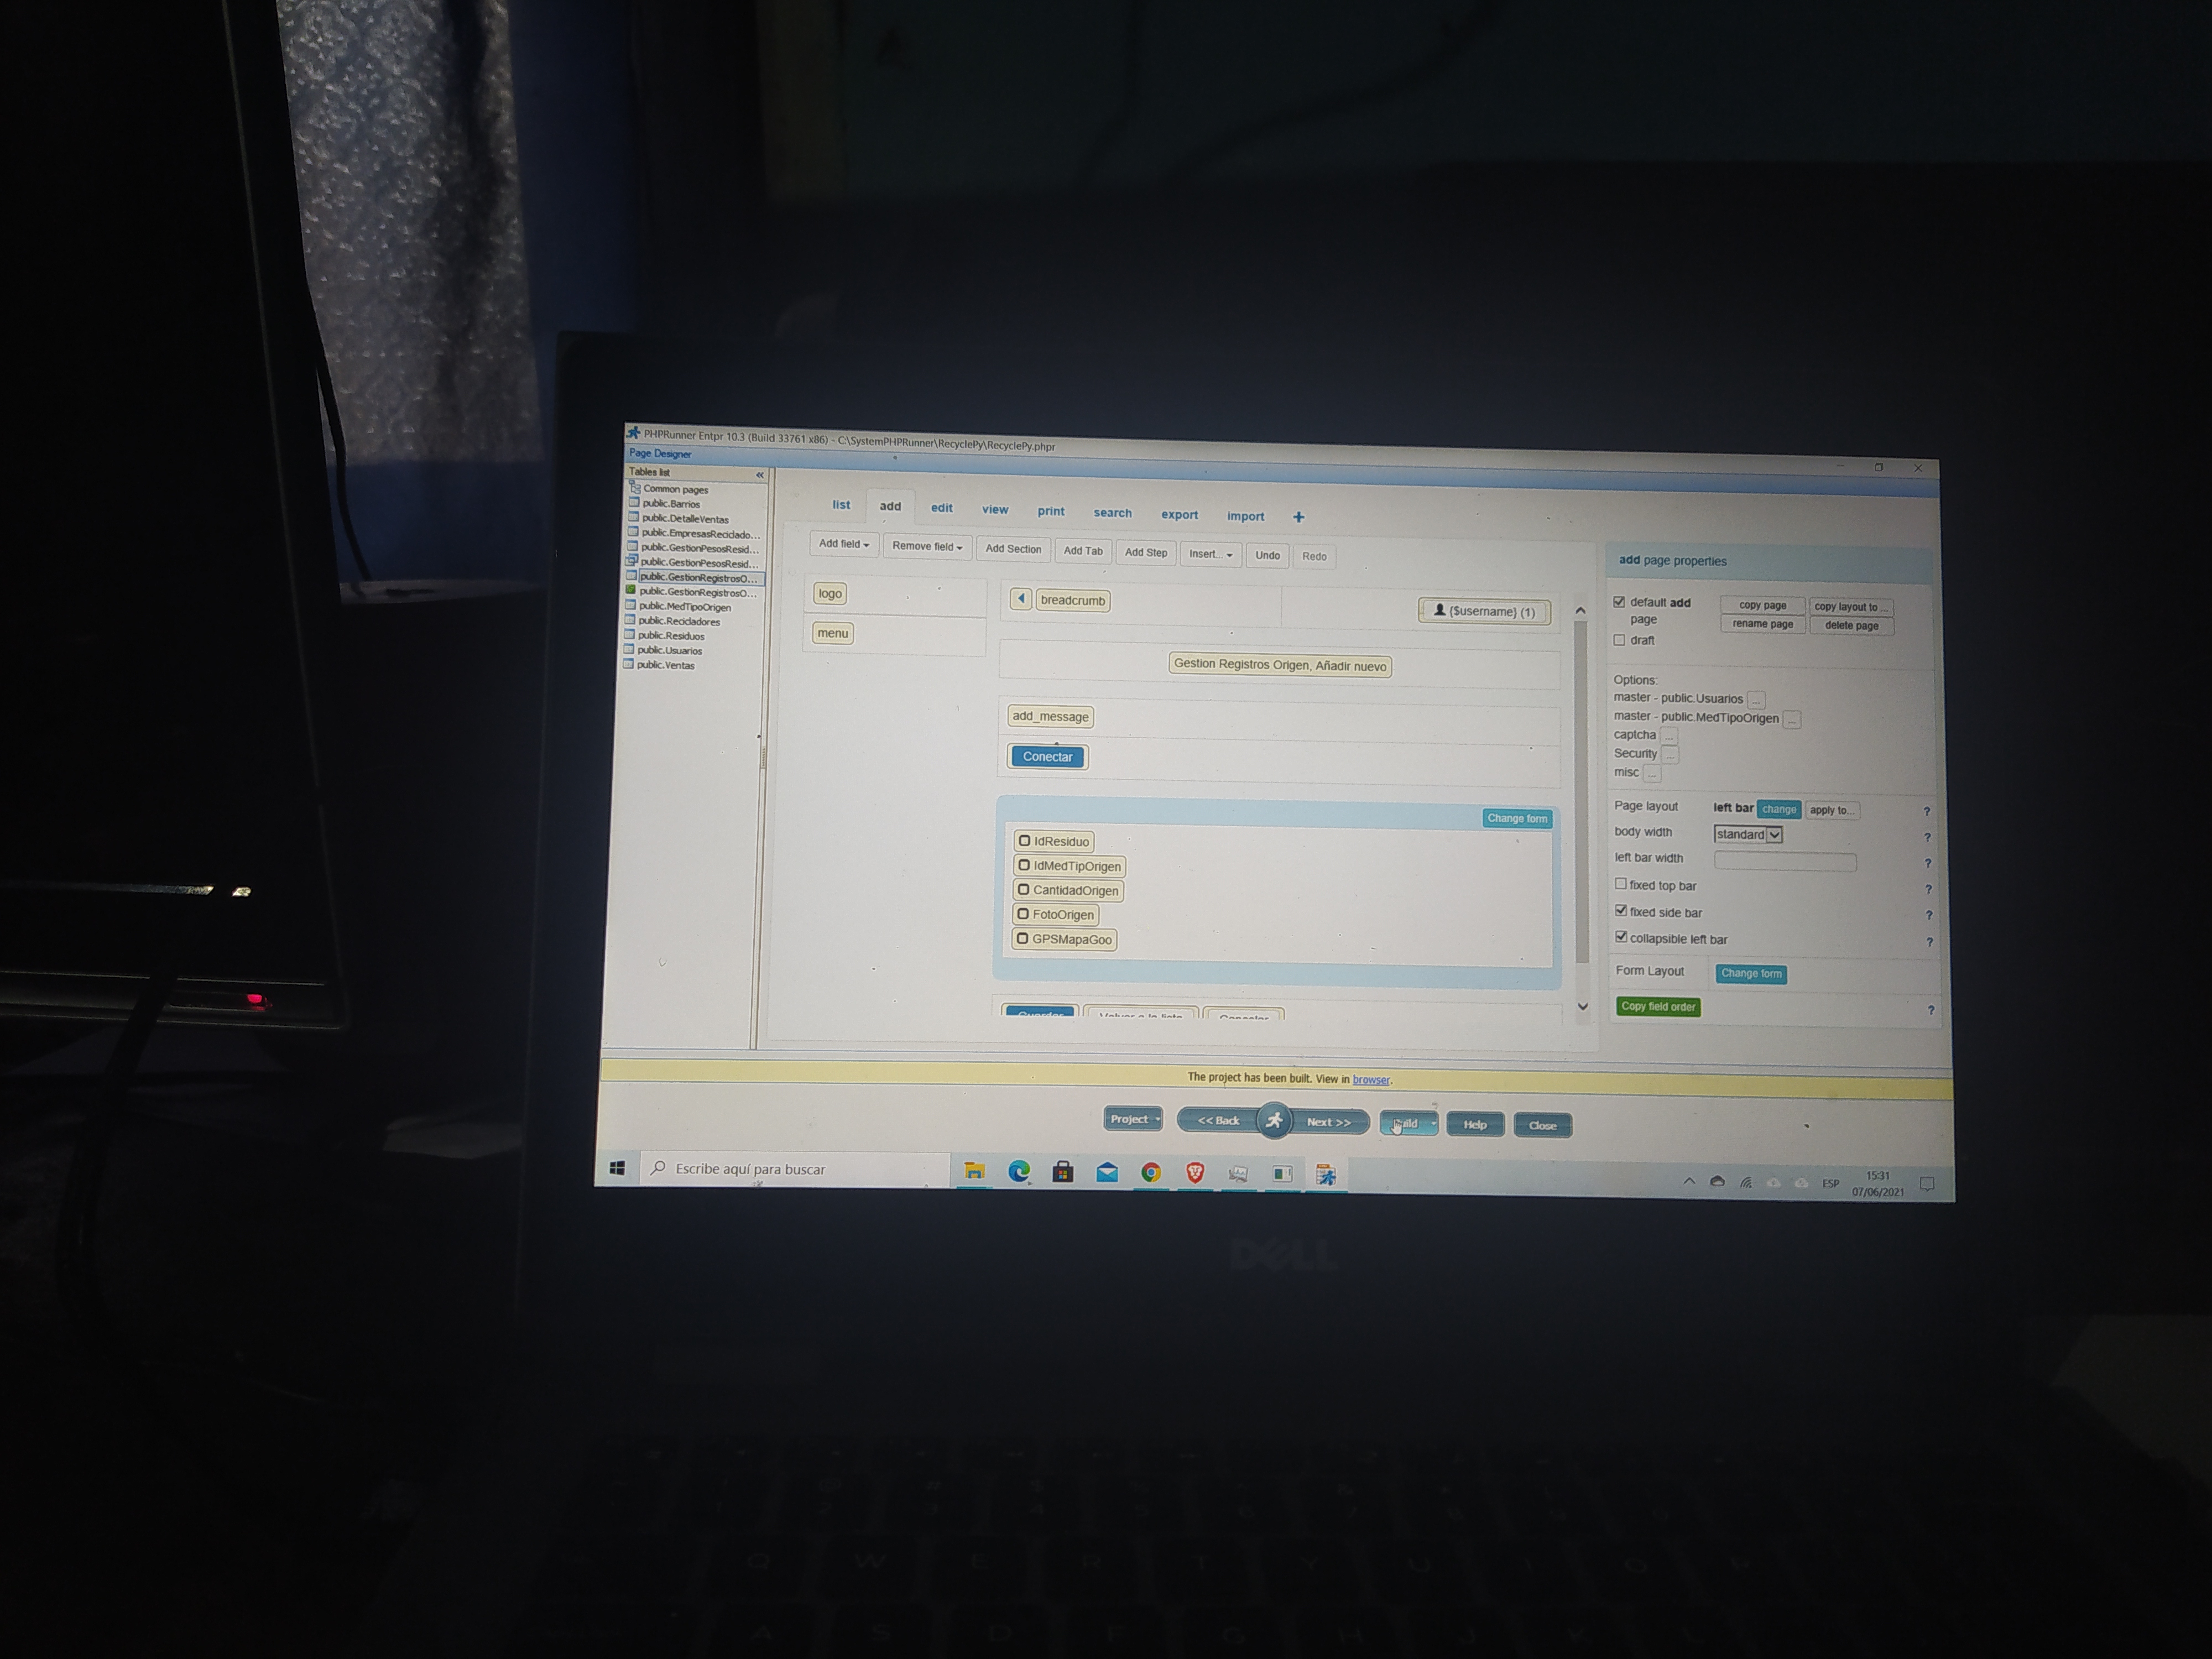 PHPRunner Entpr 10.3 (Build 33761 x86) - C:\SystemPHPRunner\RecyclePy\RecyclePy.phpr
Page Designer
Tables list
«
Common pages
public.Barrios
public.DetalleVentas
public.EmpresasReciclado...
public.GestionPesosResid...
public.GestionPesosResid...
public.GestionRegistrosO...
public.GestionRegistrosO...
public.MedTipoOrigen
public.Recicladores
public.Residuos
public.Usuarios
public.Ventas
list add edit view print search export import +
Add field Remove field Add Section Add Tab Add Step Insert... Undo Redo
logo
menu
breadcrumb
{$username} (1)
Gestion Registros Origen, Añadir nuevo
add_message
Conectar
Change form
IdResiduo
IdMedTipOrigen
CantidadOrigen
FotoOrigen
GPSMapaGoo
Guardar Volver a la lista Cancelar
add page properties
default add page
copy page copy layout to ...
rename page delete page
draft
Options:
master - public.Usuarios ...
master - public.MedTipoOrigen ...
captcha ...
Security ...
misc ...
Page layout left bar change apply to... ?
body width standard ?
left bar width ?
fixed top bar ?
fixed side bar ?
collapsible left bar ?
Form Layout Change form
Copy field order ?
The project has been built. View in browser.
Project << Back Next >> Build Help Close
Escribe aquí para buscar
ESP
15:31
07/06/2021
DELL
Q W E R T Y U I O P
A S D F G H J K L